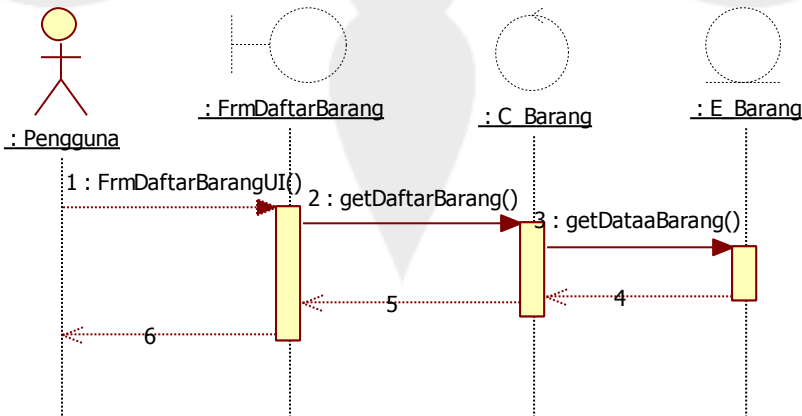 : Pengguna
: FrmDaftarBarang
: C_Barang
: E_Barang
1 : FrmDaftarBarangUI()
2 : getDaftarBarang()
3 : getDataaBarang()
4
5
6